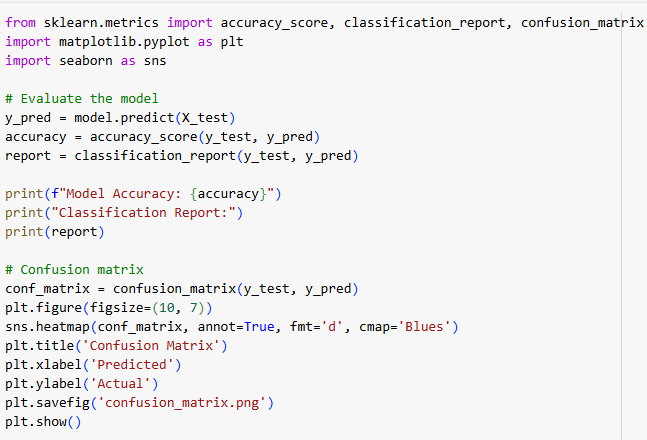 from sklearn.metrics import accuracy_score, classification_report, confusion_matrix
import matplotlib.pyplot as plt
import seaborn as sns
# Evaluate the model
y_pred = model.predict(X_test)
accuracy = accuracy_score(y_test, y_pred)
report = classification_report(y_test, y_pred)
print(f"Model Accuracy: {accuracy}")
print("Classification Report:")
print(report)
# Confusion matrix
conf_matrix = confusion_matrix(y_test, y_pred)
plt.figure(figsize=(10, 7))
sns.heatmap(conf_matrix, annot=True, fmt='d', cmap='Blues')
plt.title('Confusion Matrix')
plt.xlabel('Predicted')
plt.ylabel('Actual')
plt.savefig('confusion_matrix.png')
plt.show()